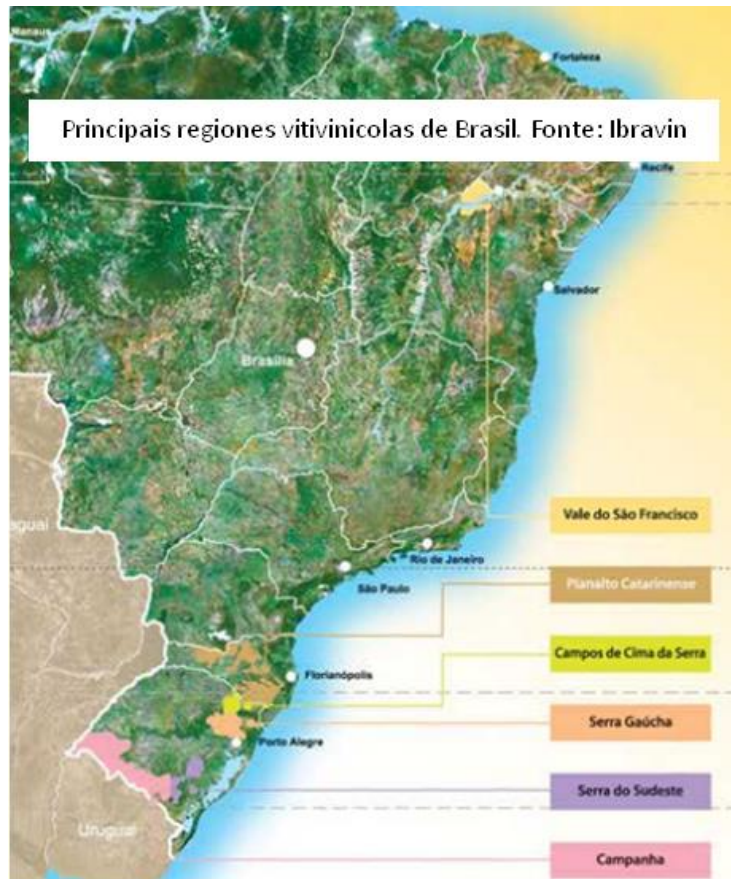 Manaus
Fortaleza
Principais regiones vitivinicolas de Brasil. Fonte: Ibravin
Recife
Salvador
Brasília
Vale do São Francisco
aguai
Rio de Janeiro
São Paulo
Planalto Catarinense
Florianópolis
Campos de Cima da Serra
Porto Alegre
Serra Gaúcha
Serra do Sudeste
Uruguai
Campanha